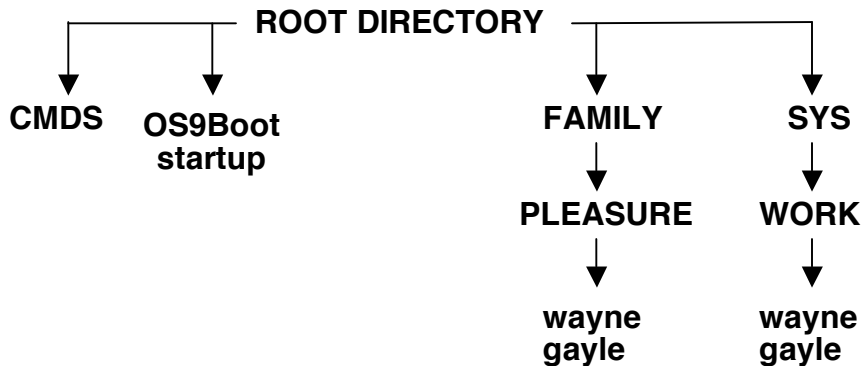 ROOT DIRECTORY
CMDS
OS9Boot
startup
FAMILY
SYS
PLEASURE
WORK
wayne
gayle
wayne
gayle